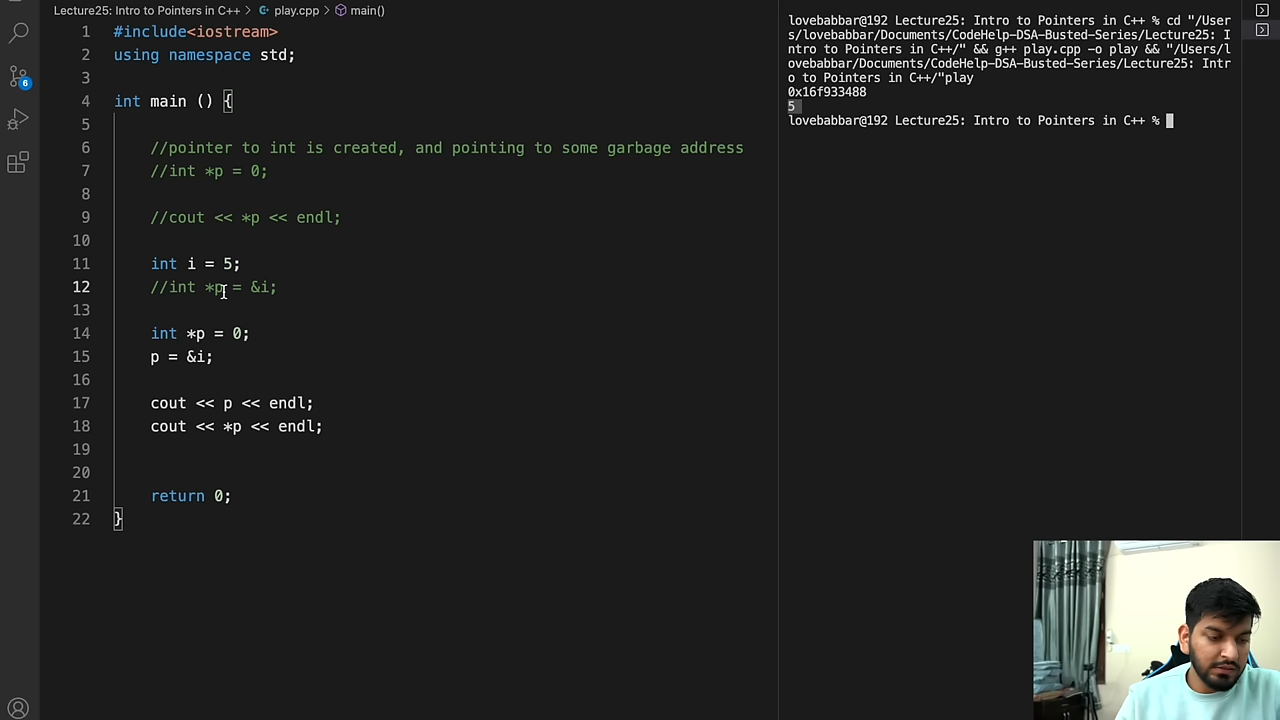 Lecture25: Intro to Pointers in C++ > play.cpp > main()
1 #include<iostream>
2 using namespace std;
3
4 int main () {
5
6 //pointer to int is created, and pointing to some garbage address
7 //int *p = 0;
8
9 //cout << *p << endl;
10
11 int i = 5;
12 //int *p = &i;
13
14 int *p = 0;
15 p = &i;
16
17 cout << p << endl;
18 cout << *p << endl;
19
20
21 return 0;
22 }
6
lovebabbar@192 Lecture25: Intro to Pointers in C++ % cd "/User
s/lovebabbar/Documents/CodeHelp-DSA-Busted-Series/Lecture25: I
ntro to Pointers in C++/" && g++ play.cpp -o play && "/Users/l
ovebabbar/Documents/CodeHelp-DSA-Busted-Series/Lecture25: Intr
o to Pointers in C++/"play
0x16f933488
5
lovebabbar@192 Lecture25: Intro to Pointers in C++ %